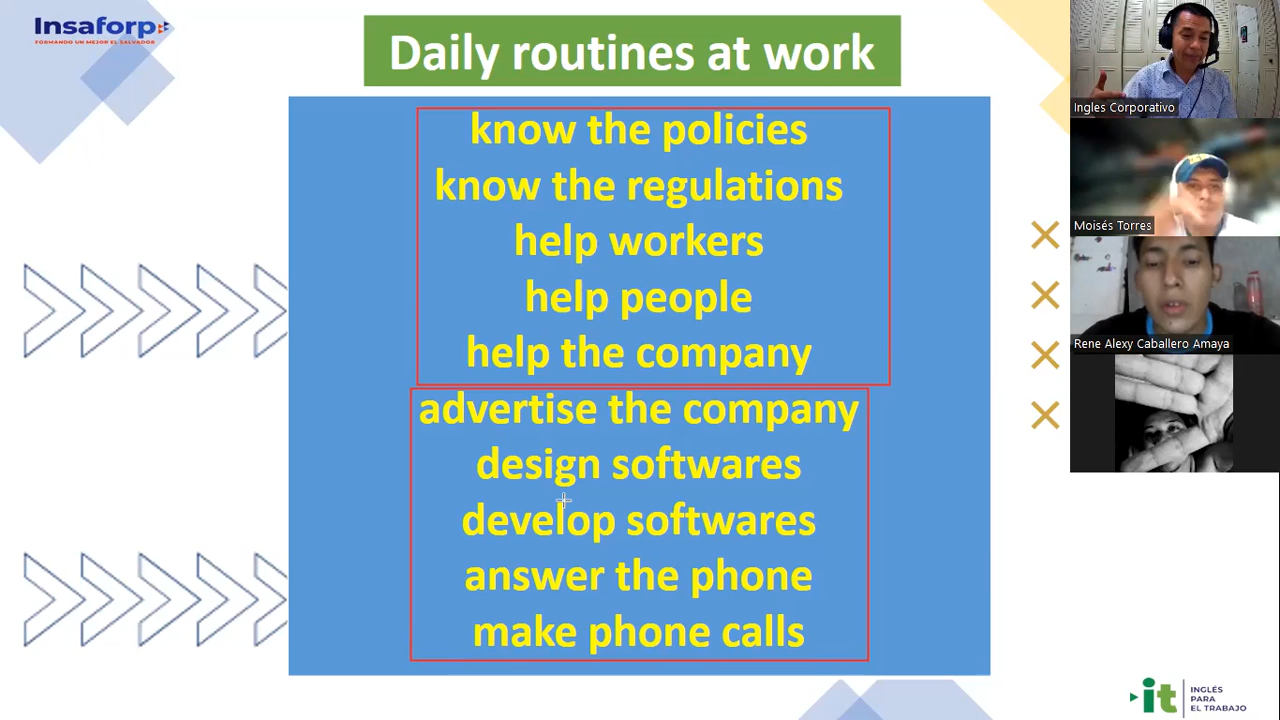 Insaforp
FORMANDO UN MEJOR EL SALVADOR
Daily routines at work
know the policies
know the regulations
help workers
help people
help the company
advertise the company
design softwares
develop softwares
answer the phone
make phone calls
Ingles Corporativo
Moisés Torres
Rene Alexy Caballero Amaya
it
INGLÉS
PARA
EL TRABAJO